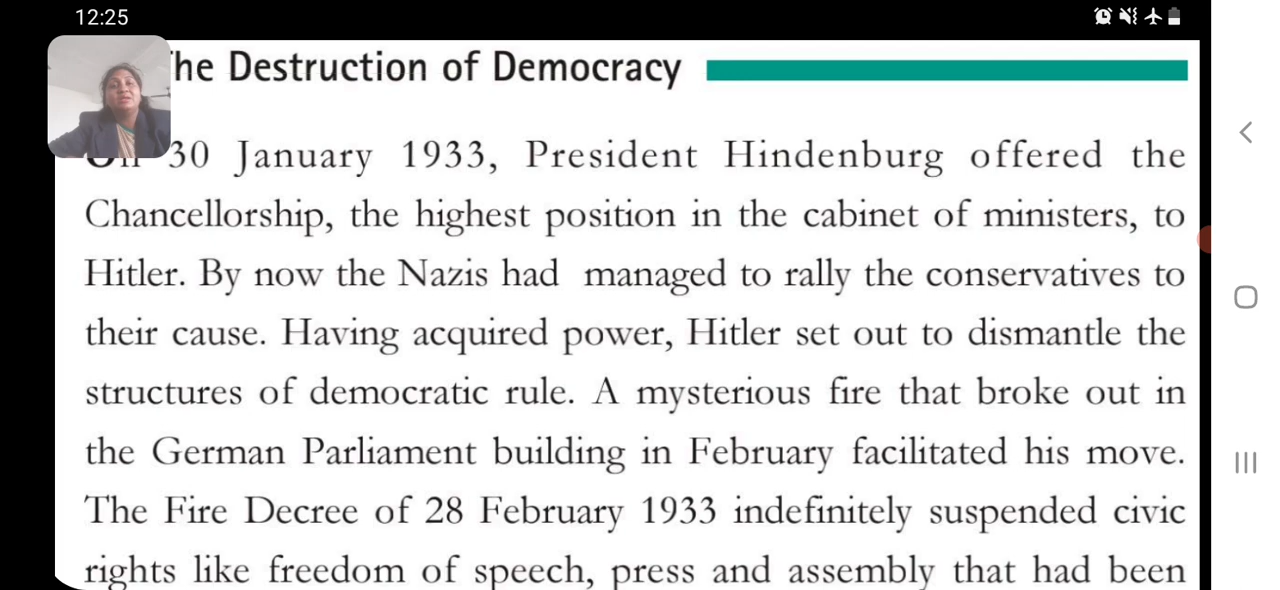 12:25
he Destruction of Democracy
On 30 January 1933, President Hindenburg offered the
Chancellorship, the highest position in the cabinet of ministers, to
Hitler. By now the Nazis had managed to rally the conservatives to
their cause. Having acquired power, Hitler set out to dismantle the
structures of democratic rule. A mysterious fire that broke out in
the German Parliament building in February facilitated his move.
The Fire Decree of 28 February 1933 indefinitely suspended civic
rights like freedom of speech, press and assembly that had been